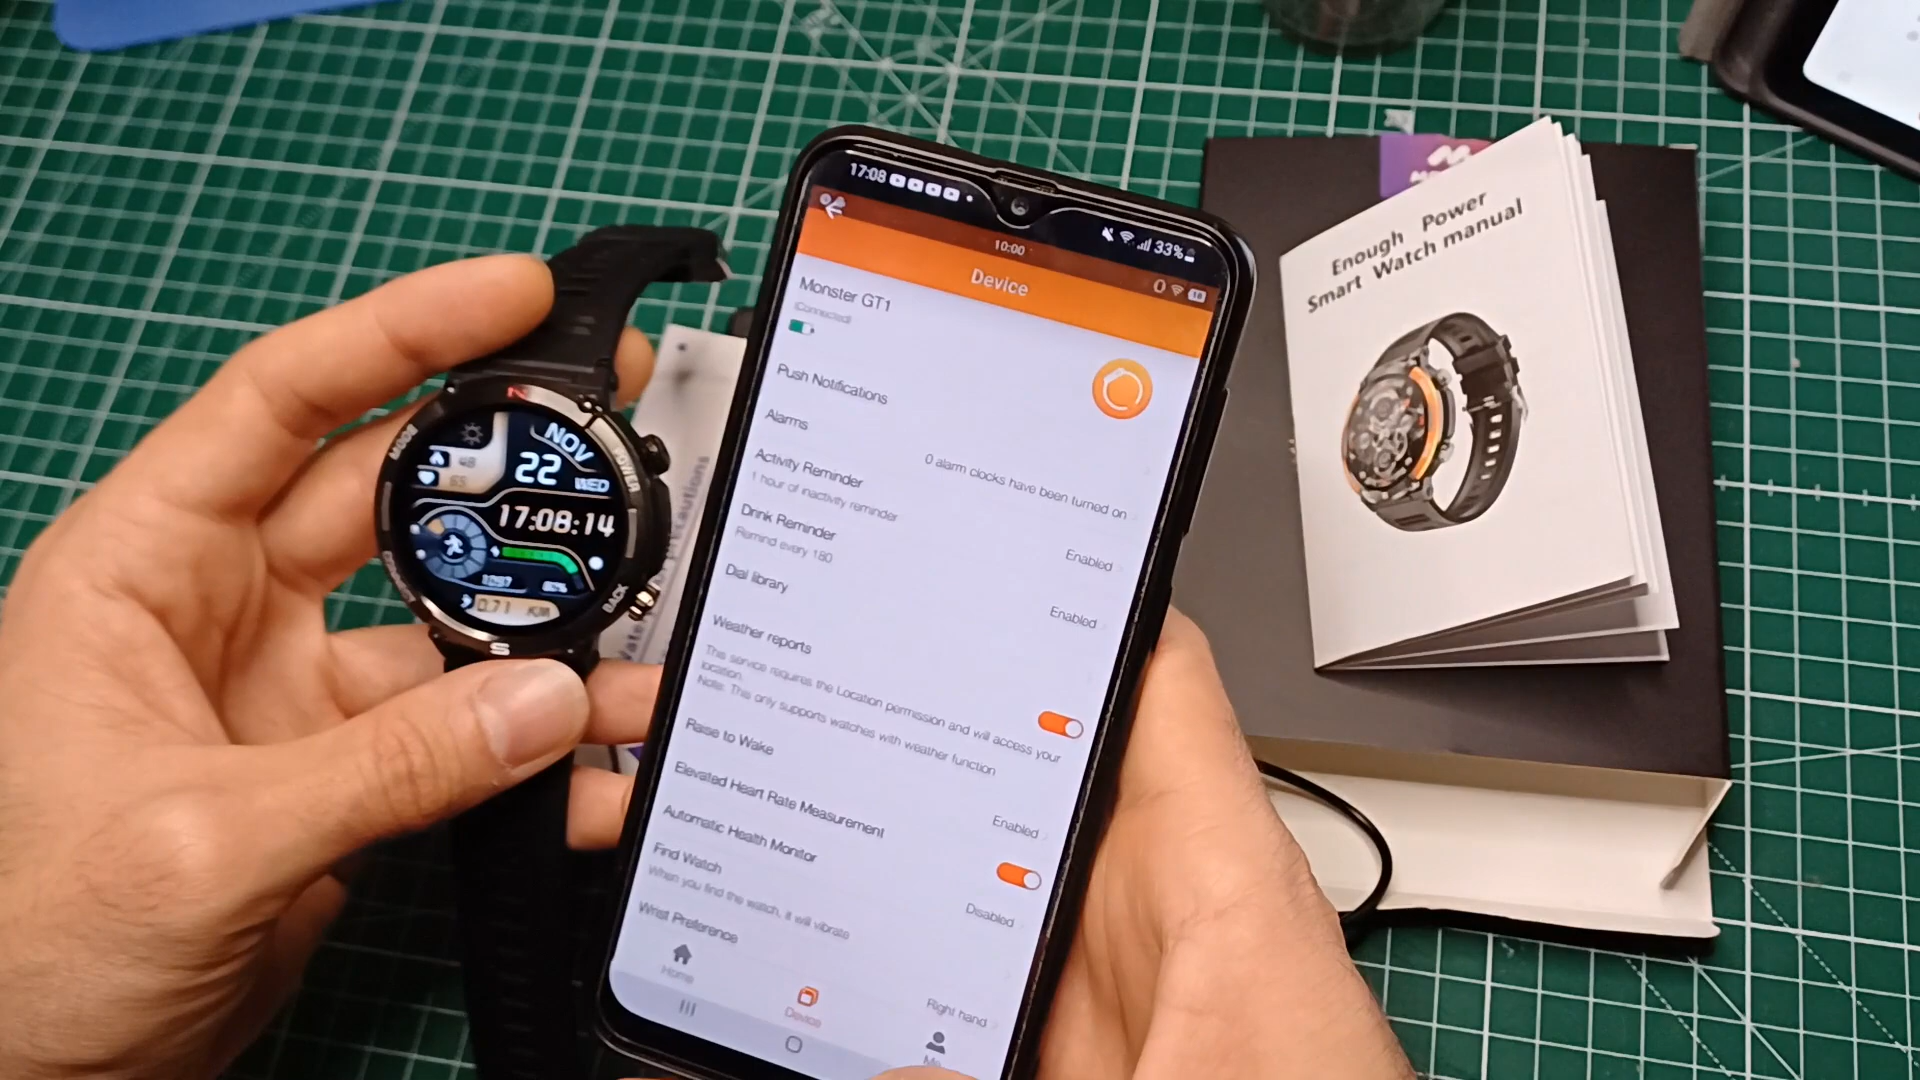 MODE
POWER
BACK
S
NOV
22
WED
48
65
17:08:14
0.71 KM
17:08
33%
10:00
Device
Monster GT1
(Connected)
Push Notifications
Alarms
0 alarm clocks have been turned on
Activity Reminder
1 hour of inactivity reminder
Enabled
Drink Reminder
Remind every 180
Enabled
Dial library
Weather reports
This service requires the Location permission and will access your
location.
Note: This only supports watches with weather function
Raise to Wake
Enabled
Elevated Heart Rate Measurement
Automatic Health Monitor
Disabled
Find Watch
When you find the watch, it will vibrate
Wrist Preference
Right hand
Home
Device
Enough Power
Smart Watch manual